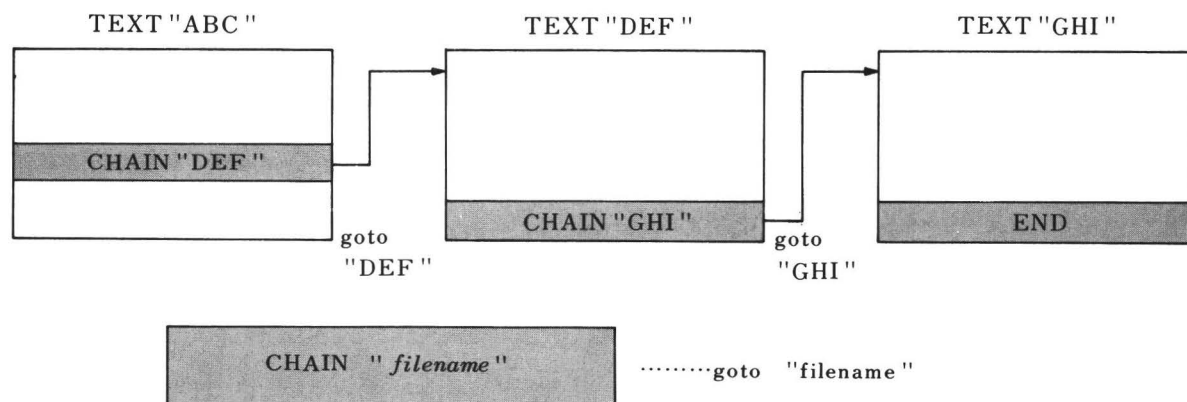 TEXT "ABC"
TEXT "DEF"
TEXT "GHI"
CHAIN "DEF"
CHAIN "GHI"
END
goto
"DEF"
goto
"GHI"
CHAIN "filename"
·········goto "filename"